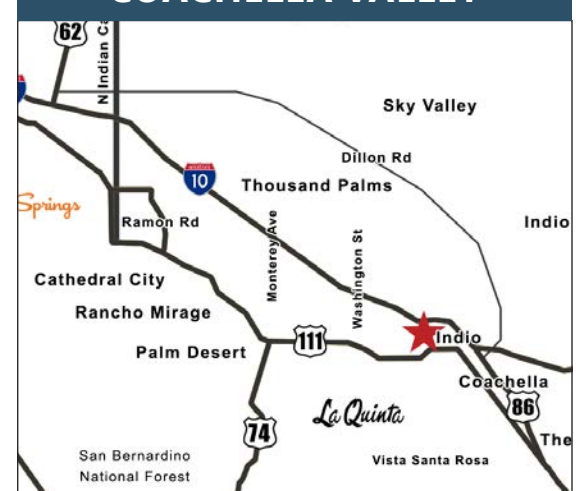 COACHELLA VALLEY
62
N Indian Ca
Sky Valley
Dillon Rd
10
Thousand Palms
Springs
Ramon Rd
Indio
Monterey Ave
Washington St
Cathedral City
Rancho Mirage
111
Indio
Palm Desert
Coachella
La Quinta
86
74
The
San Bernardino
National Forest
Vista Santa Rosa